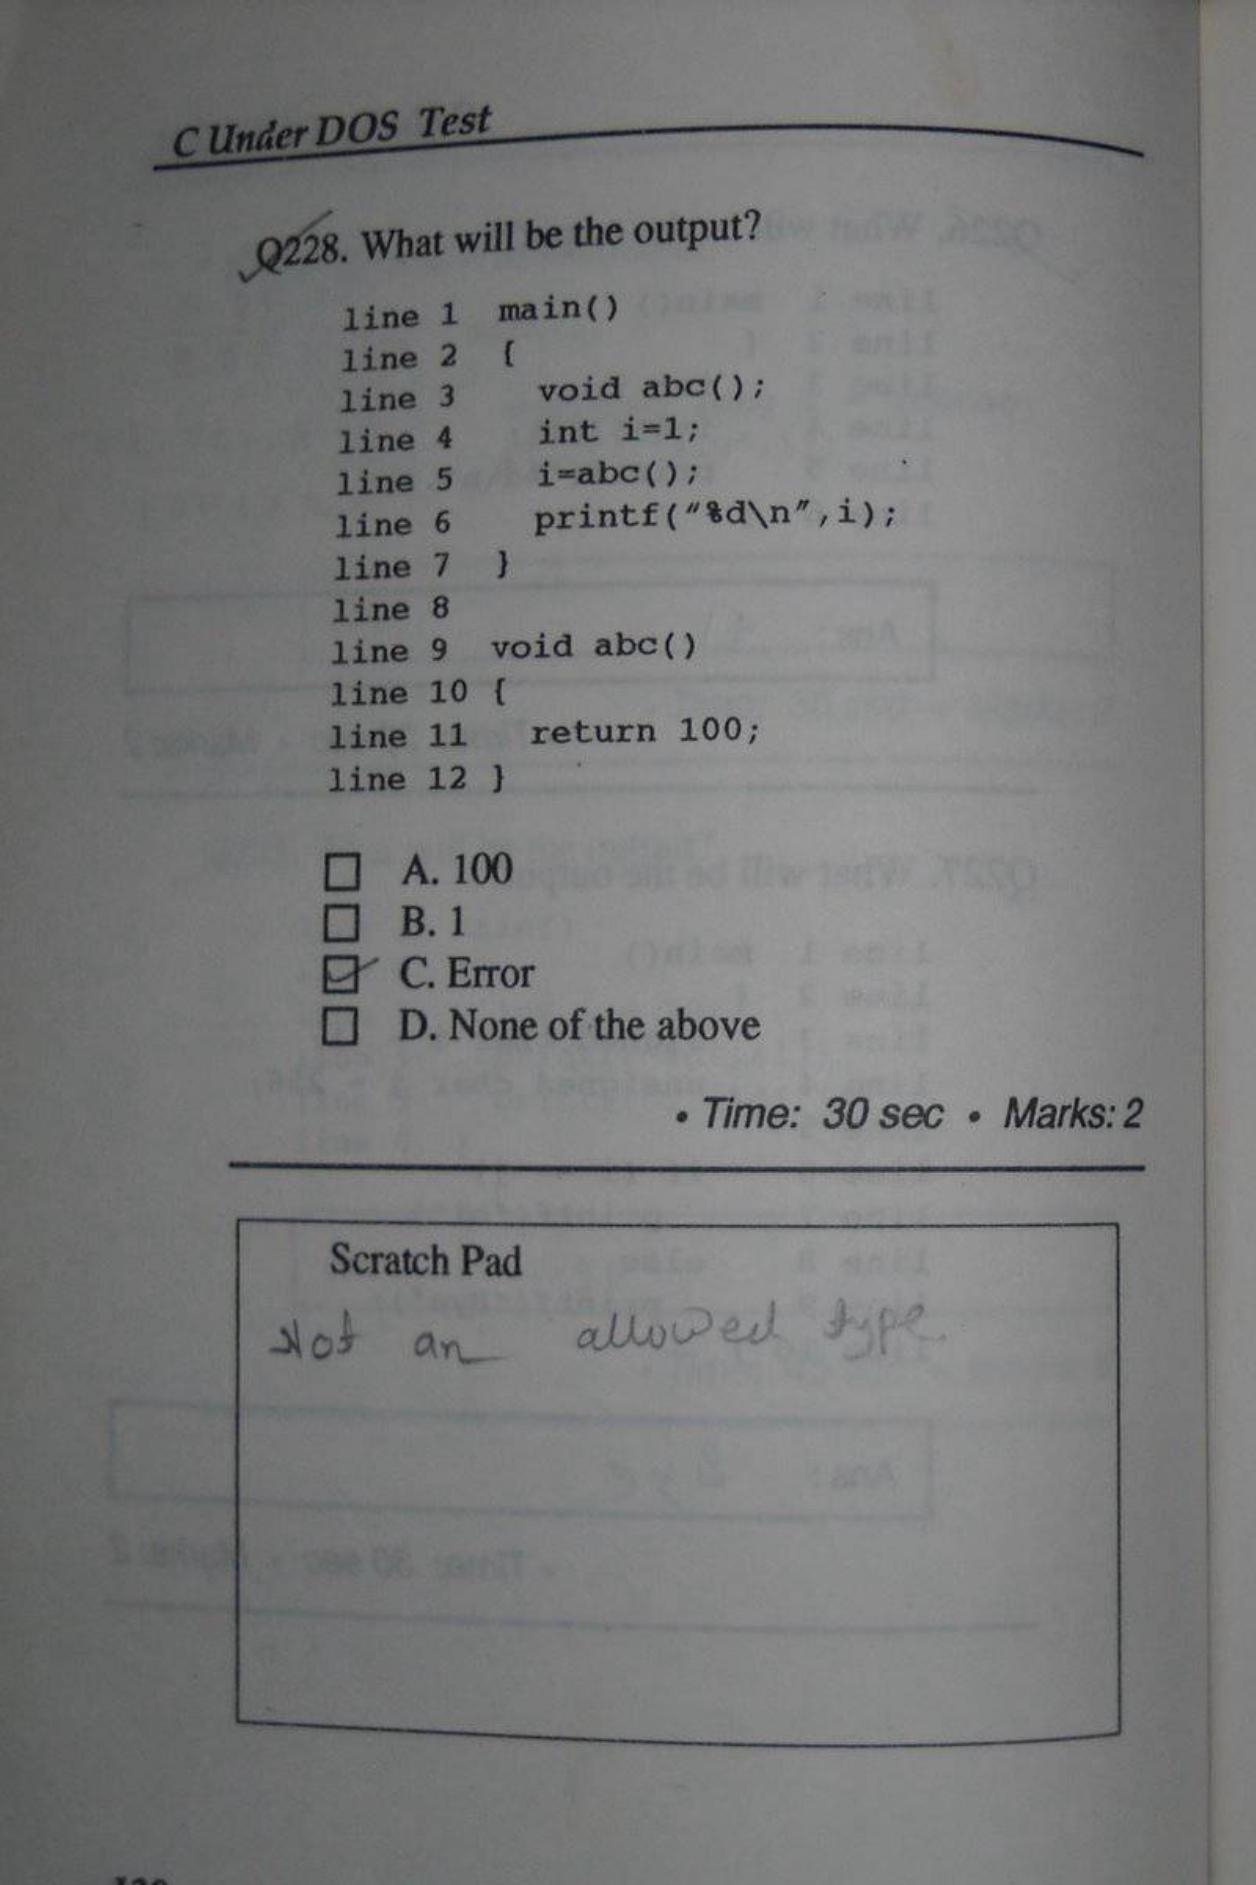 C Under DOS Test
Q228. What will be the output?
line 1 main()
line 2 {
line 3 void abc();
line 4 int i=1;
line 5 i=abc();
line 6 printf("%d\n",i);
line 7 }
line 8
line 9 void abc()
line 10 {
line 11 return 100;
line 12 }
A. 100
B. 1
C. Error
D. None of the above
• Time: 30 sec • Marks: 2
Scratch Pad
Not an allowed type